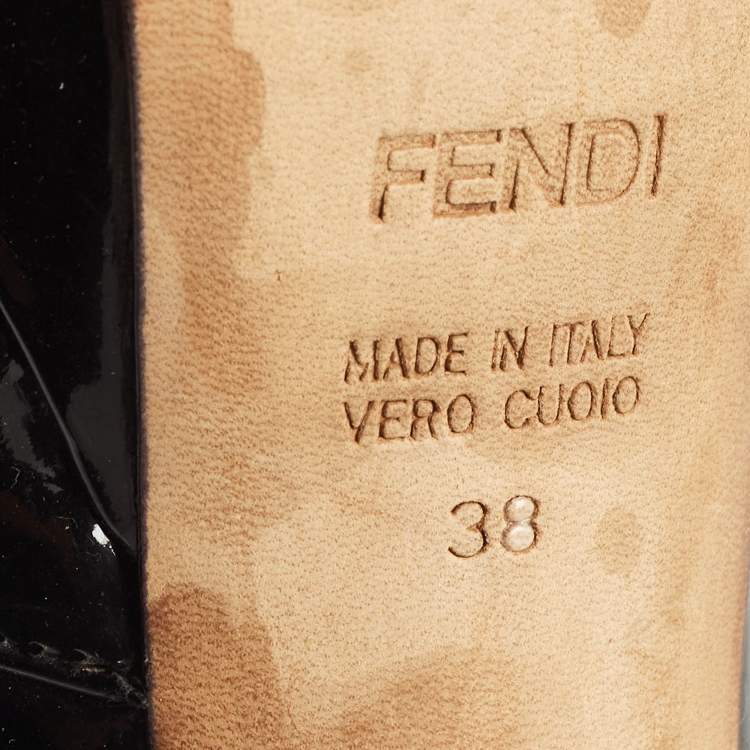 FENDI
MADE IN ITALY
VERO CUOIO
38